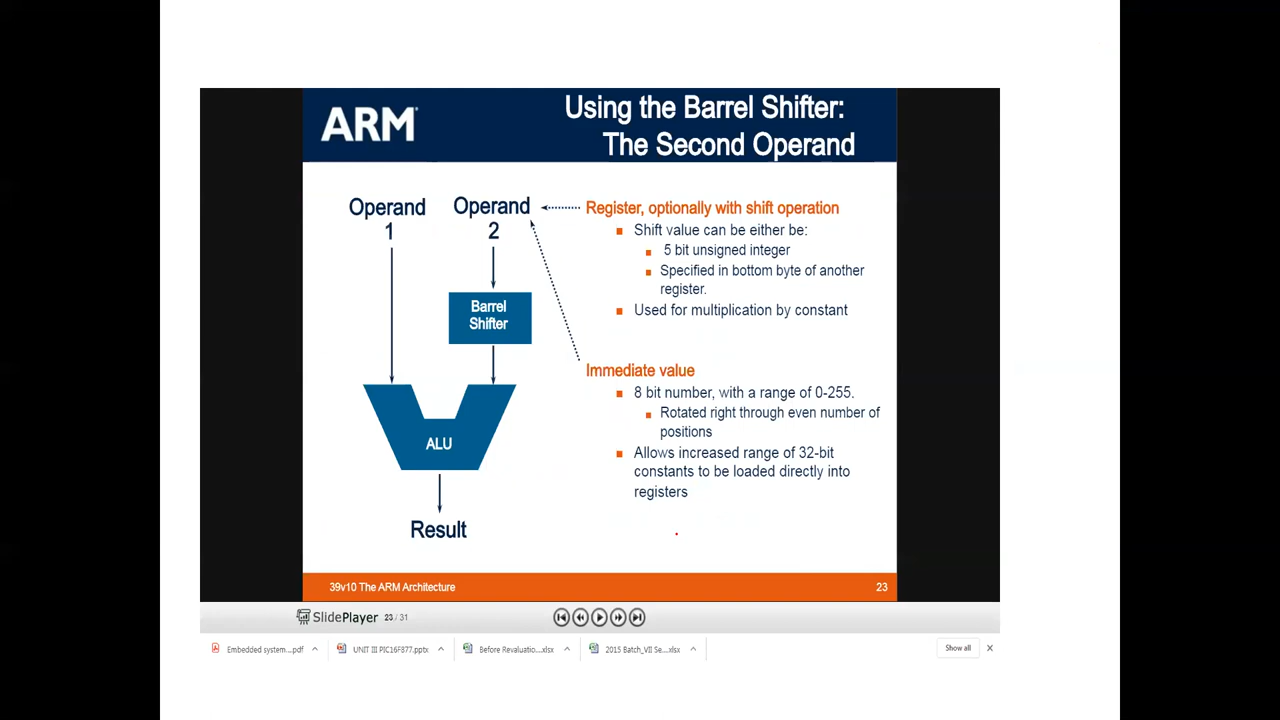 ARM
Using the Barrel Shifter:
The Second Operand
Operand
1
Operand
2
Barrel
Shifter
ALU
Result
Register, optionally with shift operation
Shift value can be either be:
5 bit unsigned integer
Specified in bottom byte of another
register.
Used for multiplication by constant
Immediate value
8 bit number, with a range of 0-255.
Rotated right through even number of
positions
Allows increased range of 32-bit
constants to be loaded directly into
registers
39v10 The ARM Architecture
23
SlidePlayer 23 / 31
Embedded system....pdf
UNIT III PIC16F877.pptx
Before Revaluatio....xlsx
2015 Batch_VII Se....xlsx
Show all